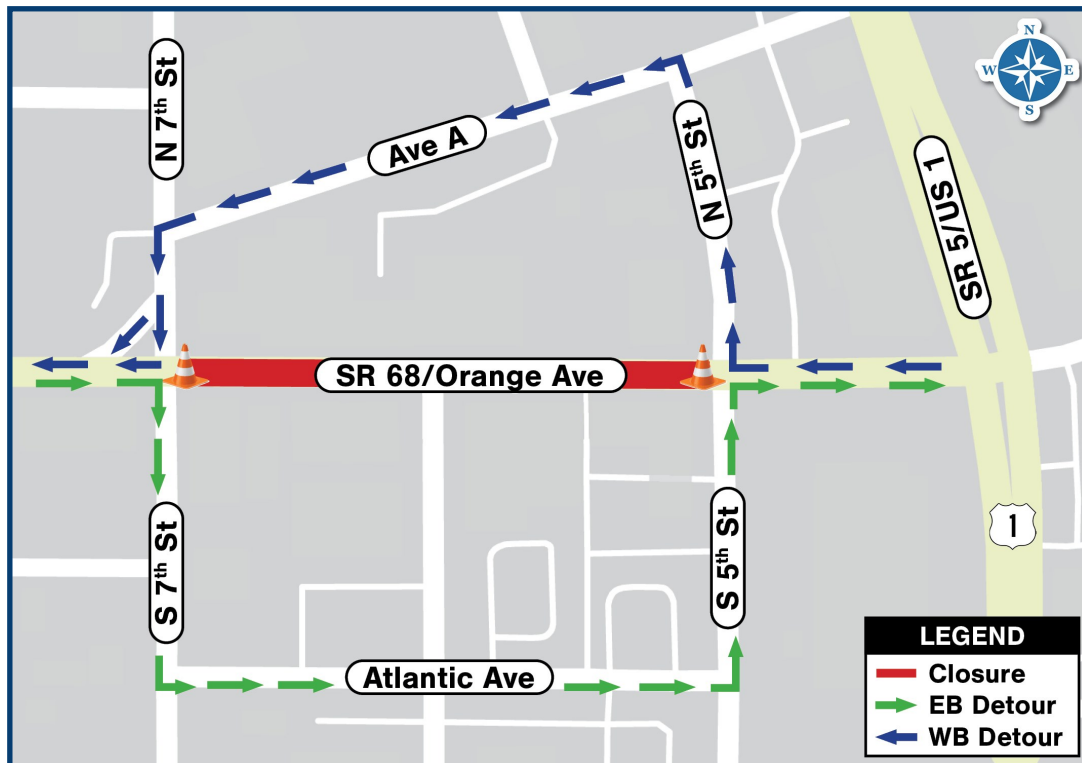 N
W E
S
N 7th St
Ave A
N 5th St
SR 5/US 1
SR 68/Orange Ave
S 7th St
S 5th St
1
Atlantic Ave
LEGEND
Closure
EB Detour
WB Detour